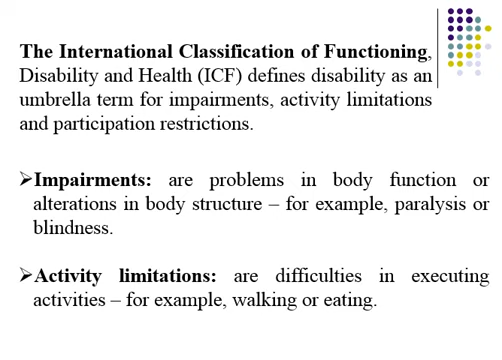 The International Classification of Functioning,
Disability and Health (ICF) defines disability as an
umbrella term for impairments, activity limitations
and participation restrictions.
➢Impairments: are problems in body function or
alterations in body structure – for example, paralysis or
blindness.
➢Activity limitations: are difficulties in executing
activities – for example, walking or eating.